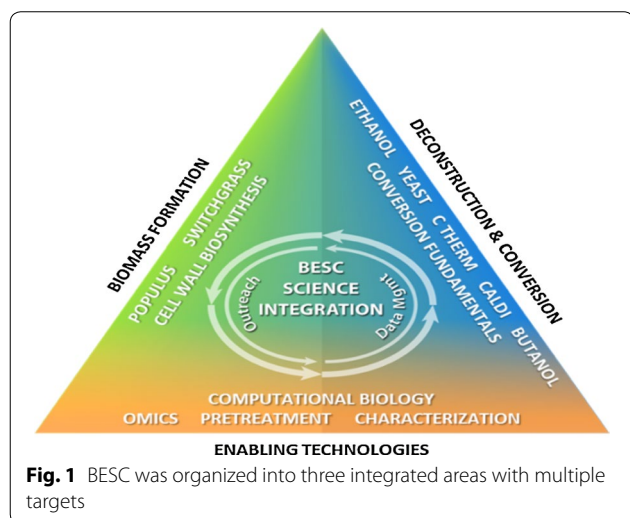 BIOMASS FORMATION
POPULUS SWITCHGRASS
CELL WALL BIOSYNTHESIS
DECONSTRUCTION & CONVERSION
ETHANOL YEAST C THERM CALDI BUTANOL
CONVERSION FUNDAMENTALS
BESC
SCIENCE
INTEGRATION
Outreach
Data Mgmt
COMPUTATIONAL BIOLOGY
OMICS PRETREATMENT CHARACTERIZATION
ENABLING TECHNOLOGIES
Fig. 1 BESC was organized into three integrated areas with multiple
targets